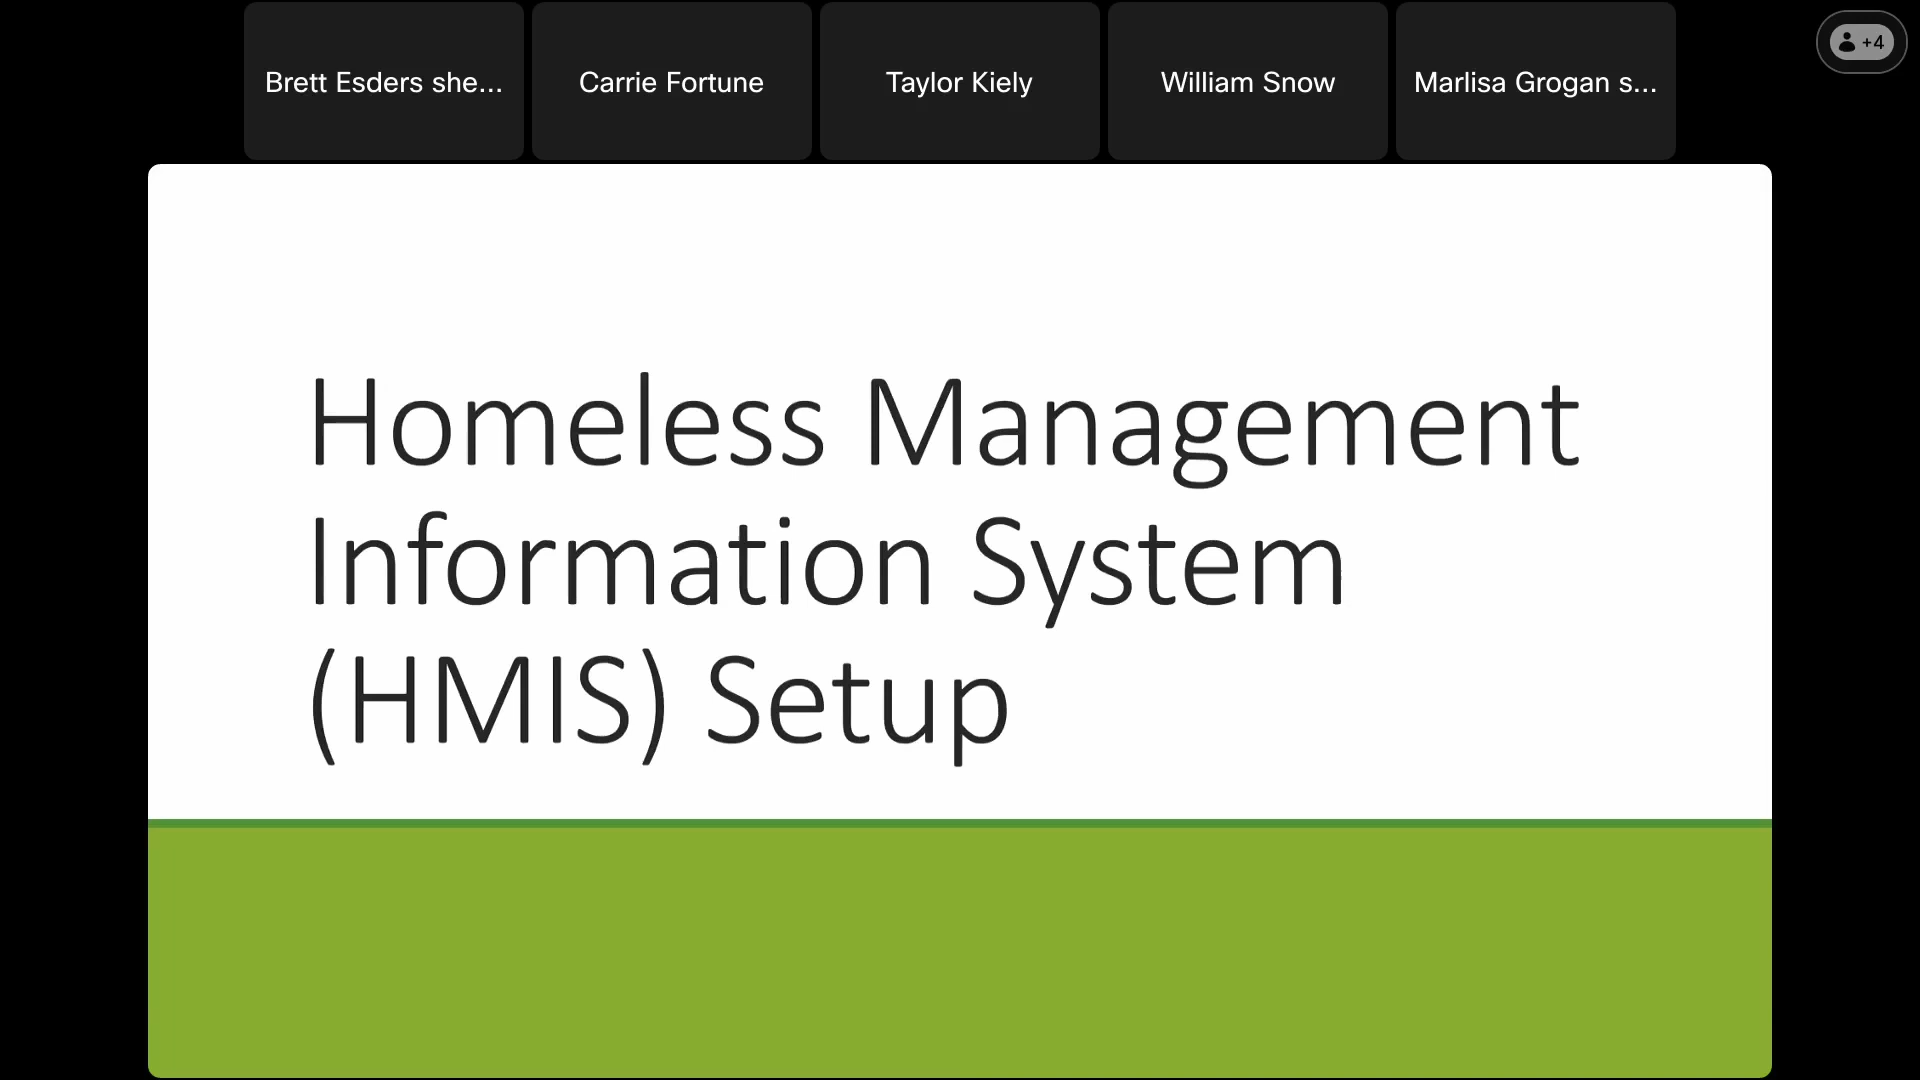 Brett Esders she...
Carrie Fortune
Taylor Kiely
William Snow
Marlisa Grogan s...
+4
Homeless Management
Information System
(HMIS) Setup